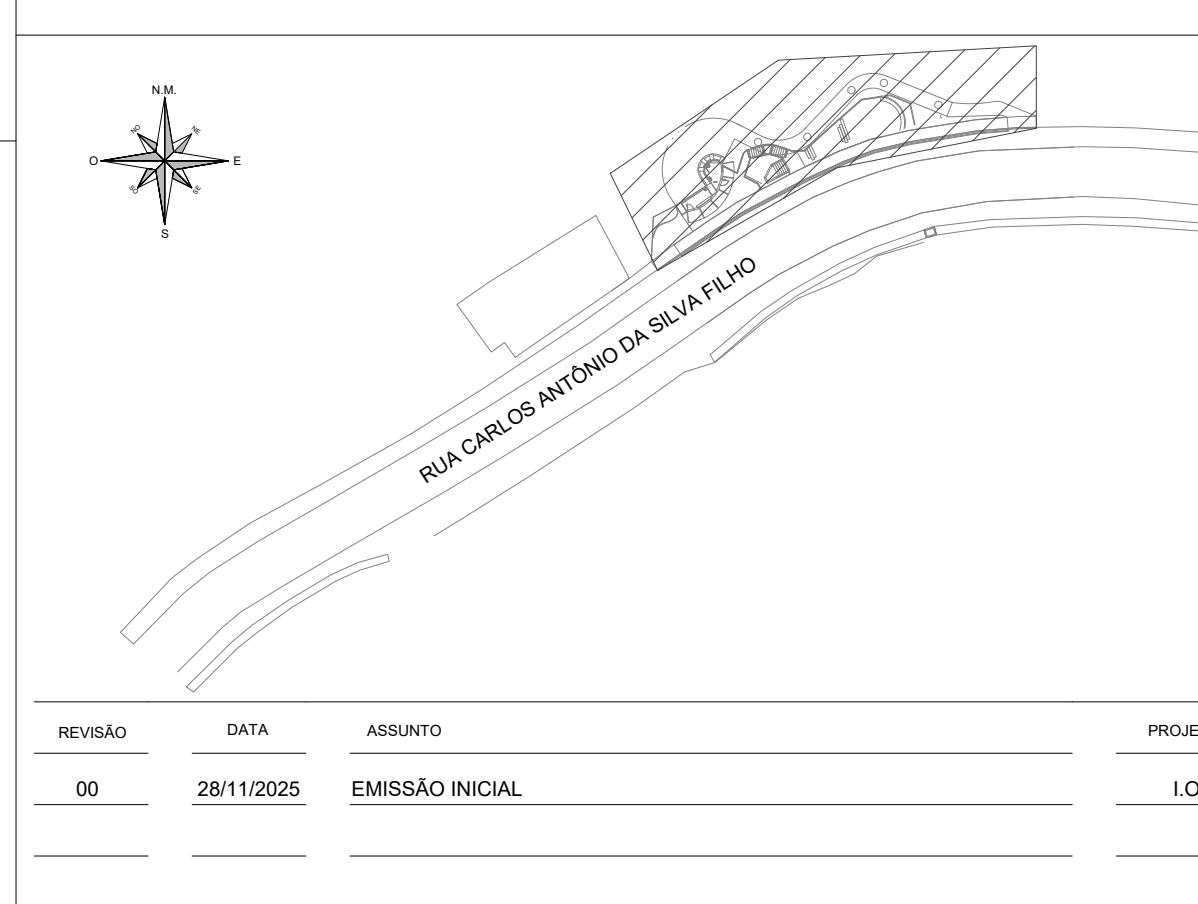 N.M.
NO
NE
O
E
SO
SE
S
RUA CARLOS ANTÔNIO DA SILVA FILHO
REVISÃO DATA ASSUNTO PROJE
00 28/11/2025 EMISSÃO INICIAL I.O